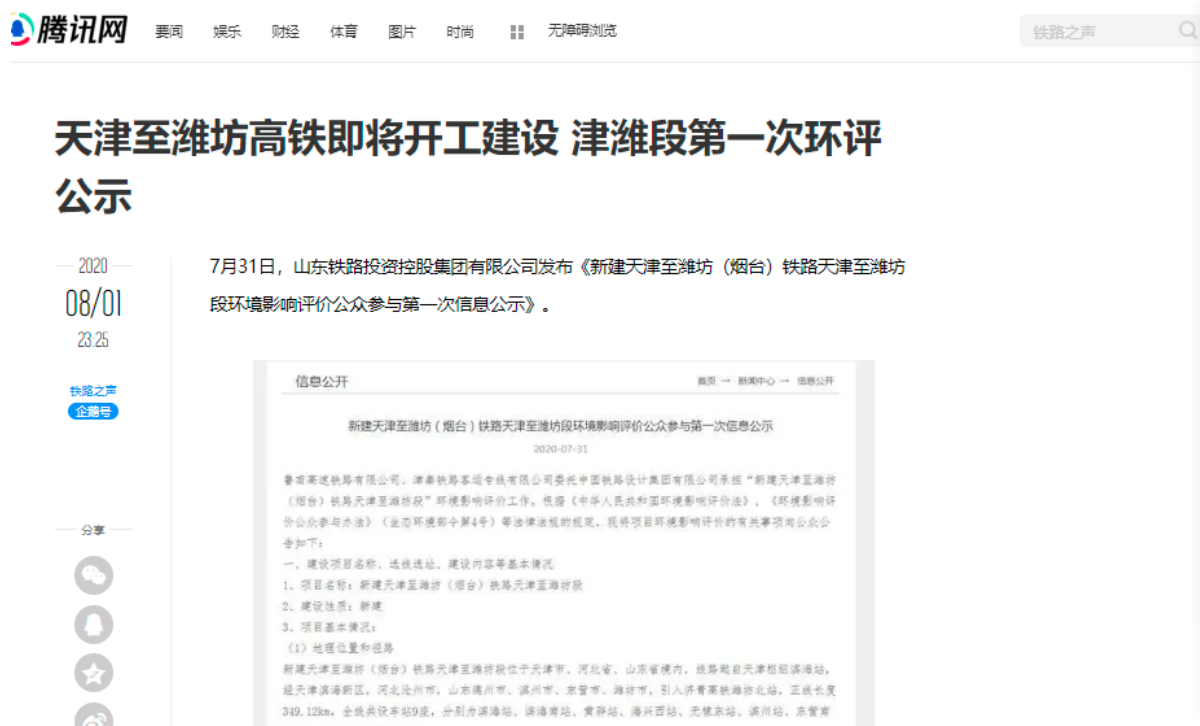 腾讯网 要闻 娱乐 财经 体育 图片 时尚 无障碍浏览 铁路之声
天津至潍坊高铁即将开工建设 津潍段第一次环评
公示
2020
08/01
23:25
铁路之声
企鹅号
分享
7月31日，山东铁路投资控股集团有限公司发布《新建天津至潍坊（烟台）铁路天津至潍坊
段环境影响评价公众参与第一次信息公示》。
信息公开 首页 → 新闻中心 → 信息公开
新建天津至潍坊（烟台）铁路天津至潍坊段环境影响评价公众参与第一次信息公示
2020-07-31
鲁南高速铁路有限公司、津秦铁路客运专线有限公司委托中国铁路设计集团有限公司承担“新建天津至潍坊
（烟台）铁路天津至潍坊段”环境影响评价工作。根据《中华人民共和国环境影响评价法》、《环境影响评
价公众参与办法》（生态环境部令第4号）等法律法规的规定，现将项目环境影响评价的有关事项向公众公
告如下：
一、建设项目名称、选线选址、建设内容等基本情况
1、项目名称：新建天津至潍坊（烟台）铁路天津至潍坊段
2、建设性质：新建
3、项目基本情况：
（1）地理位置和径路
新建天津至潍坊（烟台）铁路天津至潍坊段位于天津市、河北省、山东省境内，线路起自天津枢纽滨海站，
经天津滨海新区，河北沧州市，山东德州市、滨州市、东营市、潍坊市，引入济青高铁潍坊北站，正线长度
349.12km，全线共设车站9座，分别为滨海站、滨海南站、黄骅站、海兴西站、无棣东站、滨州站、东营南